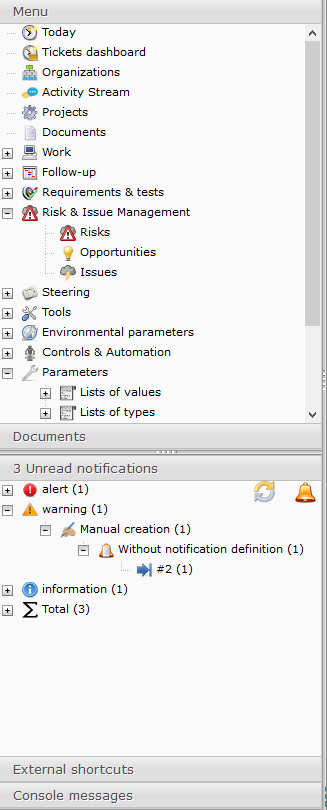 Menu
Today
Tickets dashboard
Organizations
Activity Stream
Projects
Documents
Work
Follow-up
Requirements & tests
Risk & Issue Management
Risks
Opportunities
Issues
Steering
Tools
Environmental parameters
Controls & Automation
Parameters
Lists of values
Lists of types
Documents
3 Unread notifications
alert (1)
warning (1)
Manual creation (1)
Without notification definition (1)
#2 (1)
information (1)
Total (3)
External shortcuts
Console messages